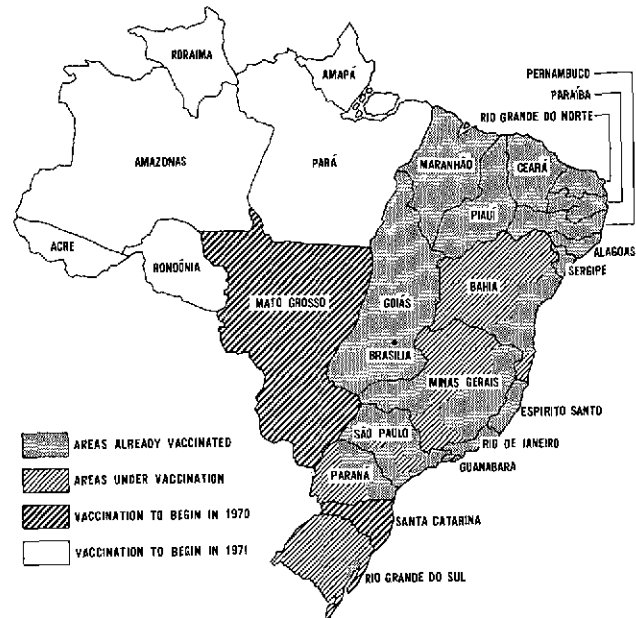 RORAIMA
AMAPÁ
PERNAMBUCO
PARAÍBA
RIO GRANDE DO NORTE
AMAZONAS
PARÁ
MARANHÃO
CEARÁ
PIAUÍ
ACRE
RONDÔNIA
ALAGOAS
SERGIPE
BAHIA
MATO GROSSO
GOIÁS
BRASILIA
MINAS GERAIS
ESPIRITO SANTO
SÃO PAULO
RIO DE JANEIRO
GUANABARA
PARANÁ
SANTA CATARINA
RIO GRANDE DO SUL
AREAS ALREADY VACCINATED
AREAS UNDER VACCINATION
VACCINATION TO BEGIN IN 1970
VACCINATION TO BEGIN IN 1971